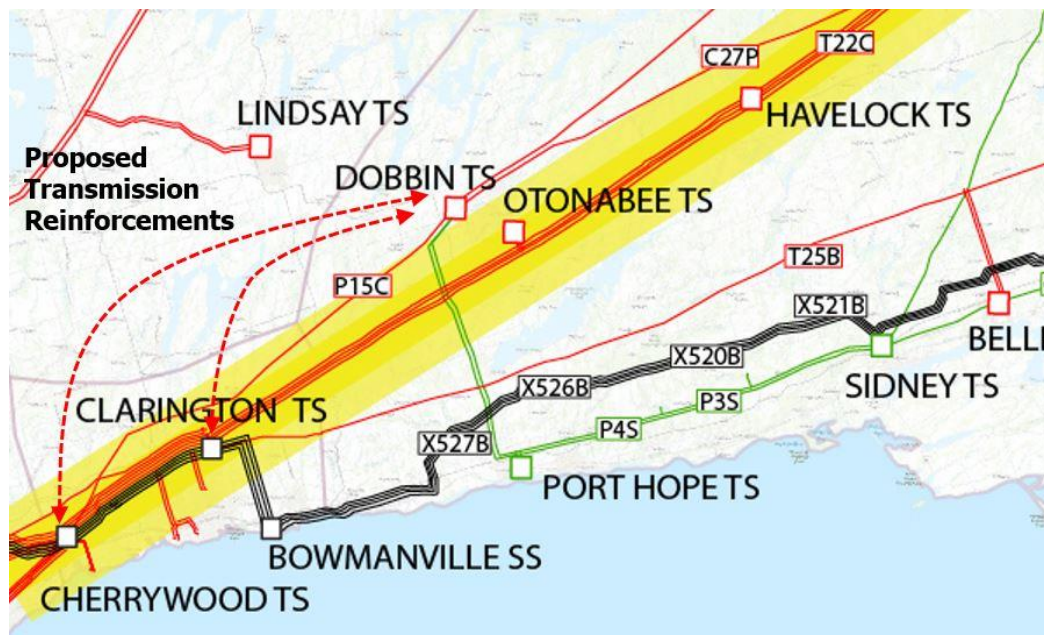 C27P
T22C
LINDSAY TS
HAVELOCK TS
Proposed
Transmission
Reinforcements
DOBBIN TS
OTONABEE TS
P15C
T25B
X521B
BELL
X520B
X526B
SIDNEY TS
P3S
CLARINGTON TS
P4S
X527B
PORT HOPE TS
BOWMANVILLE SS
CHERRYWOOD TS